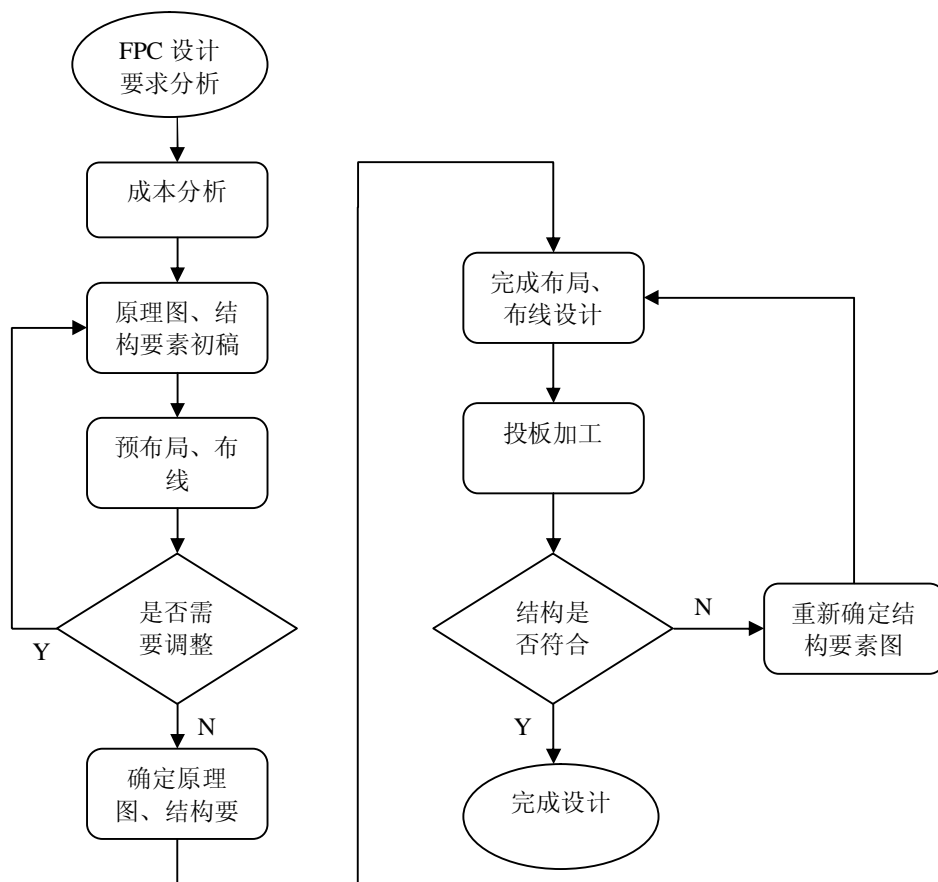 FPC 设计
要求分析
成本分析
原理图、结
构要素初稿
预布局、布
线
是否需
要调整
Y
N
确定原理
图、结构要
完成布局、
布线设计
投板加工
结构是
否符合
N
重新确定结
构要素图
Y
完成设计